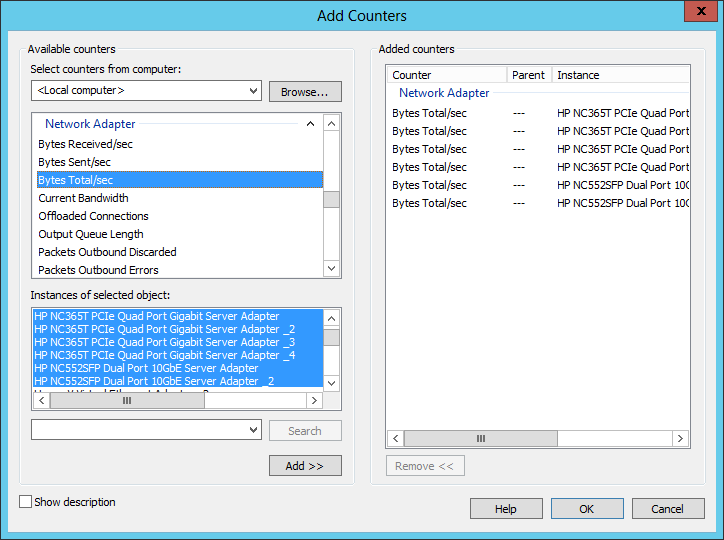 Add Counters
x
Available counters
Select counters from computer:
<Local computer>
Browse...
Network Adapter
Bytes Received/sec
Bytes Sent/sec
Bytes Total/sec
Current Bandwidth
Offloaded Connections
Output Queue Length
Packets Outbound Discarded
Packets Outbound Errors
Instances of selected object:
HP NC365T PCIe Quad Port Gigabit Server Adapter
HP NC365T PCIe Quad Port Gigabit Server Adapter _2
HP NC365T PCIe Quad Port Gigabit Server Adapter _3
HP NC365T PCIe Quad Port Gigabit Server Adapter _4
HP NC552SFP Dual Port 10GbE Server Adapter
HP NC552SFP Dual Port 10GbE Server Adapter _2
Search
Add >>
Show description
Added counters
Counter Parent Instance
Network Adapter
Bytes Total/sec --- HP NC365T PCIe Quad Port
Bytes Total/sec --- HP NC365T PCIe Quad Port
Bytes Total/sec --- HP NC365T PCIe Quad Port
Bytes Total/sec --- HP NC365T PCIe Quad Port
Bytes Total/sec --- HP NC552SFP Dual Port 10G
Bytes Total/sec --- HP NC552SFP Dual Port 10G
Remove <<
Help
OK
Cancel